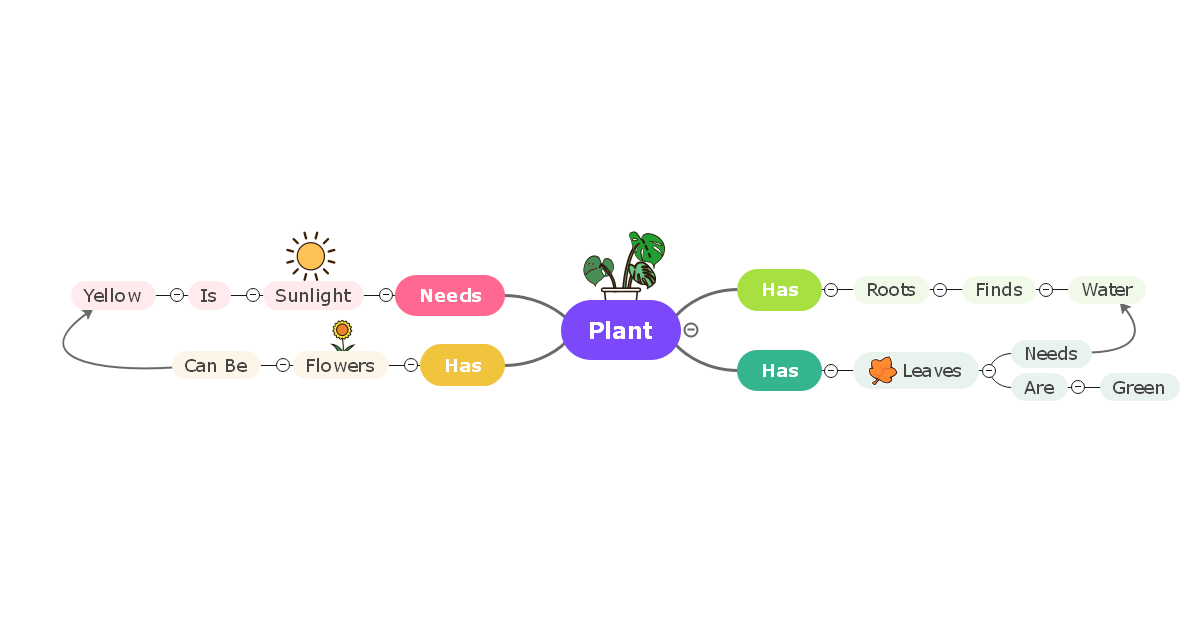 Yellow
Is
Sunlight
Needs
Can Be
Flowers
Has
Plant
Has
Roots
Finds
Water
Has
Leaves
Needs
Are
Green